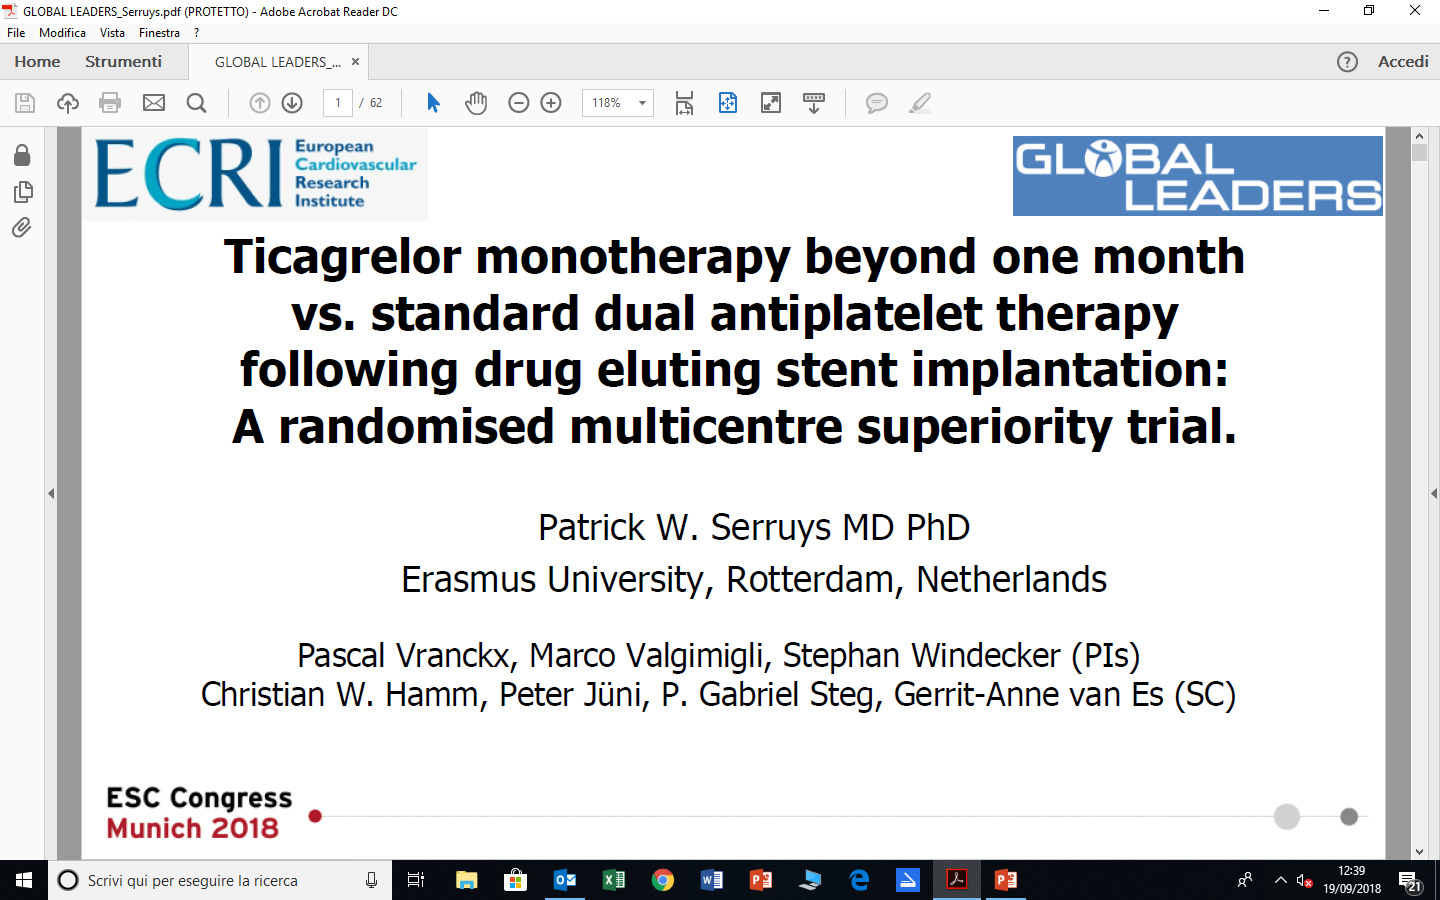 GLOBAL LEADERS_Serruys.pdf (PROTETTO) - Adobe Acrobat Reader DC
File Modifica Vista Finestra ?
Home Strumenti GLOBAL LEADERS_... × ? Accedi
1 / 62 118%
ECRI European
Cardiovascular
Research
Institute
GLOBAL
LEADERS
Ticagrelor monotherapy beyond one month
vs. standard dual antiplatelet therapy
following drug eluting stent implantation:
A randomised multicentre superiority trial.
Patrick W. Serruys MD PhD
Erasmus University, Rotterdam, Netherlands
Pascal Vranckx, Marco Valgimigli, Stephan Windecker (PIs)
Christian W. Hamm, Peter Jüni, P. Gabriel Steg, Gerrit-Anne van Es (SC)
ESC Congress
Munich 2018
Scrivi qui per eseguire la ricerca
12:39
19/09/2018
21